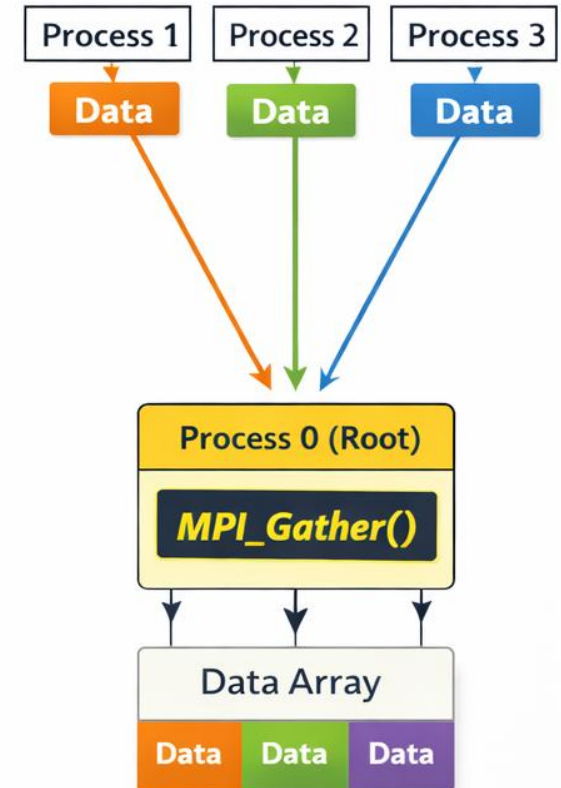 Process 1 Process 2 Process 3
Data Data Data
Process 0 (Root)
MPI_Gather()
Data Array
Data Data Data